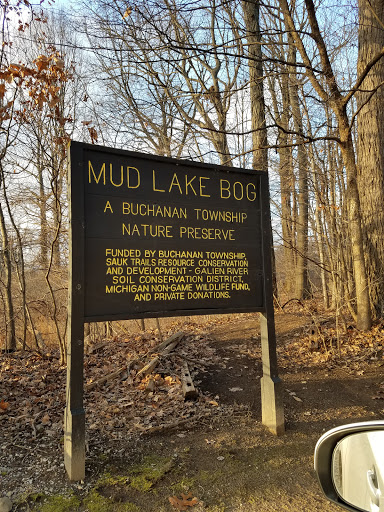 MUD LAKE BOG
A BUCHANAN TOWNSHIP
NATURE PRESERVE
FUNDED BY BUCHANAN TOWNSHIP,
SAUK TRAILS RESOURCE CONSERVATION
AND DEVELOPMENT - GALIEN RIVER
SOIL CONSERVATION DISTRICT,
MICHIGAN NON-GAME WILDLIFE FUND,
AND PRIVATE DONATIONS.